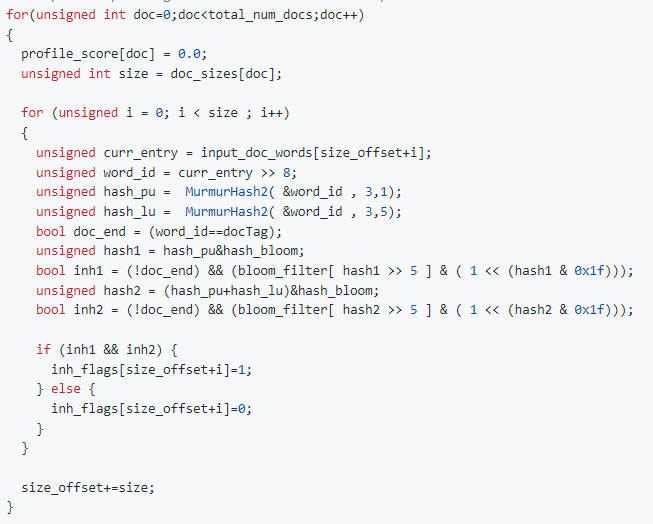 for(unsigned int doc=0;doc<total_num_docs;doc++)
{
  profile_score[doc] = 0.0;
  unsigned int size = doc_sizes[doc];

  for (unsigned i = 0; i < size ; i++)
  {
    unsigned curr_entry = input_doc_words[size_offset+i];
    unsigned word_id = curr_entry >> 8;
    unsigned hash_pu =  MurmurHash2( &word_id , 3,1);
    unsigned hash_lu =  MurmurHash2( &word_id , 3,5);
    bool doc_end = (word_id==docTag);
    unsigned hash1 = hash_pu&hash_bloom;
    bool inh1 = (!doc_end) && (bloom_filter[ hash1 >> 5 ] & ( 1 << (hash1 & 0x1f)));
    unsigned hash2 = (hash_pu+hash_lu)&hash_bloom;
    bool inh2 = (!doc_end) && (bloom_filter[ hash2 >> 5 ] & ( 1 << (hash2 & 0x1f)));

    if (inh1 && inh2) {
      inh_flags[size_offset+i]=1;
    } else {
      inh_flags[size_offset+i]=0;
    }
  }

  size_offset+=size;
}